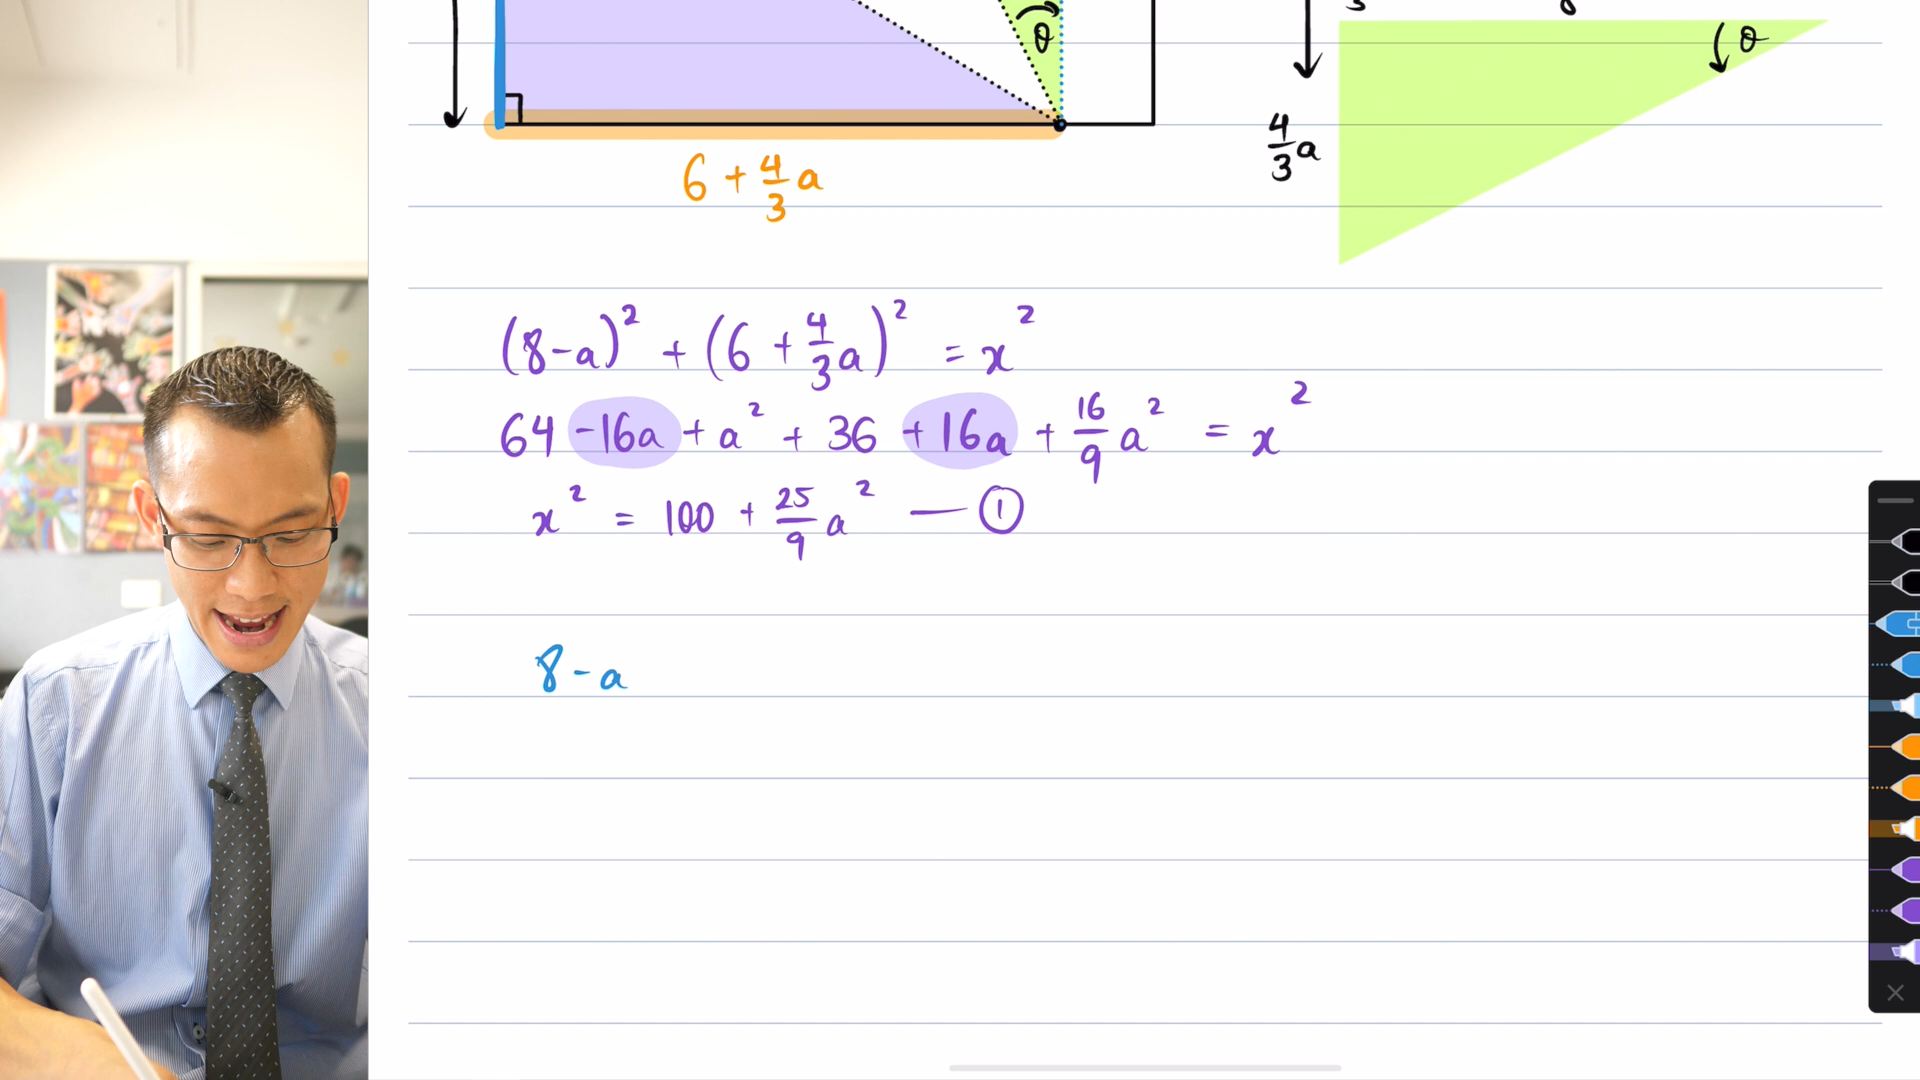 θ
θ
4/3 a
6 + 4/3 a
(8-a)² + (6 + 4/3 a)² = x²
64 -16a + a² + 36 +16a + 16/9 a² = x²
x² = 100 + 25/9 a² — ①
8 - a